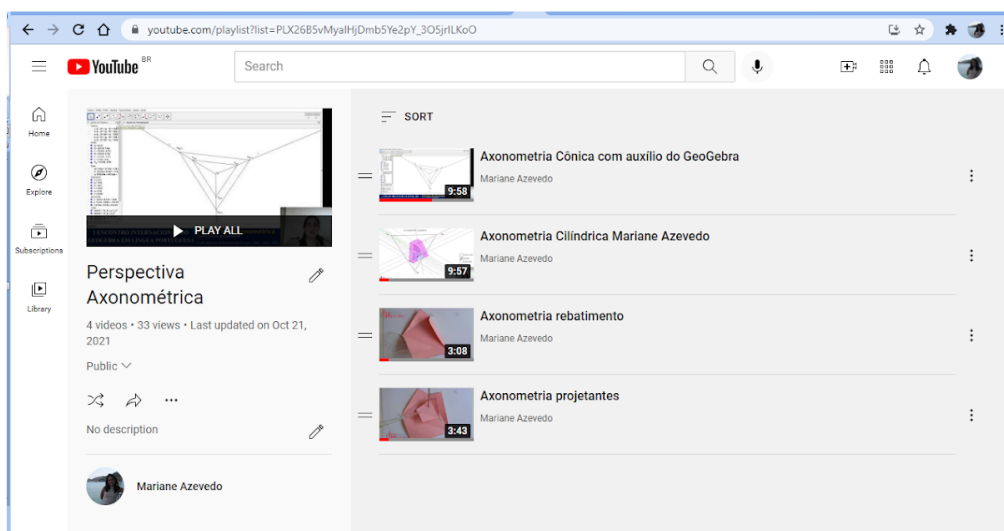 youtube.com/playlist?list=PLX26B5vMyalHjDmb5Ye2pY_3O5jrlLKoO
YouTube BR
Search
Home
Explore
Subscriptions
Library
PLAY ALL
Perspectiva
Axonométrica
4 videos • 33 views • Last updated on Oct 21,
2021
Public
No description
Mariane Azevedo
SORT
Axonometria Cônica com auxílio do GeoGebra
Mariane Azevedo
9:58
Axonometria Cilíndrica Mariane Azevedo
Mariane Azevedo
9:57
Axonometria rebatimento
Mariane Azevedo
3:08
Axonometria projetantes
Mariane Azevedo
3:43